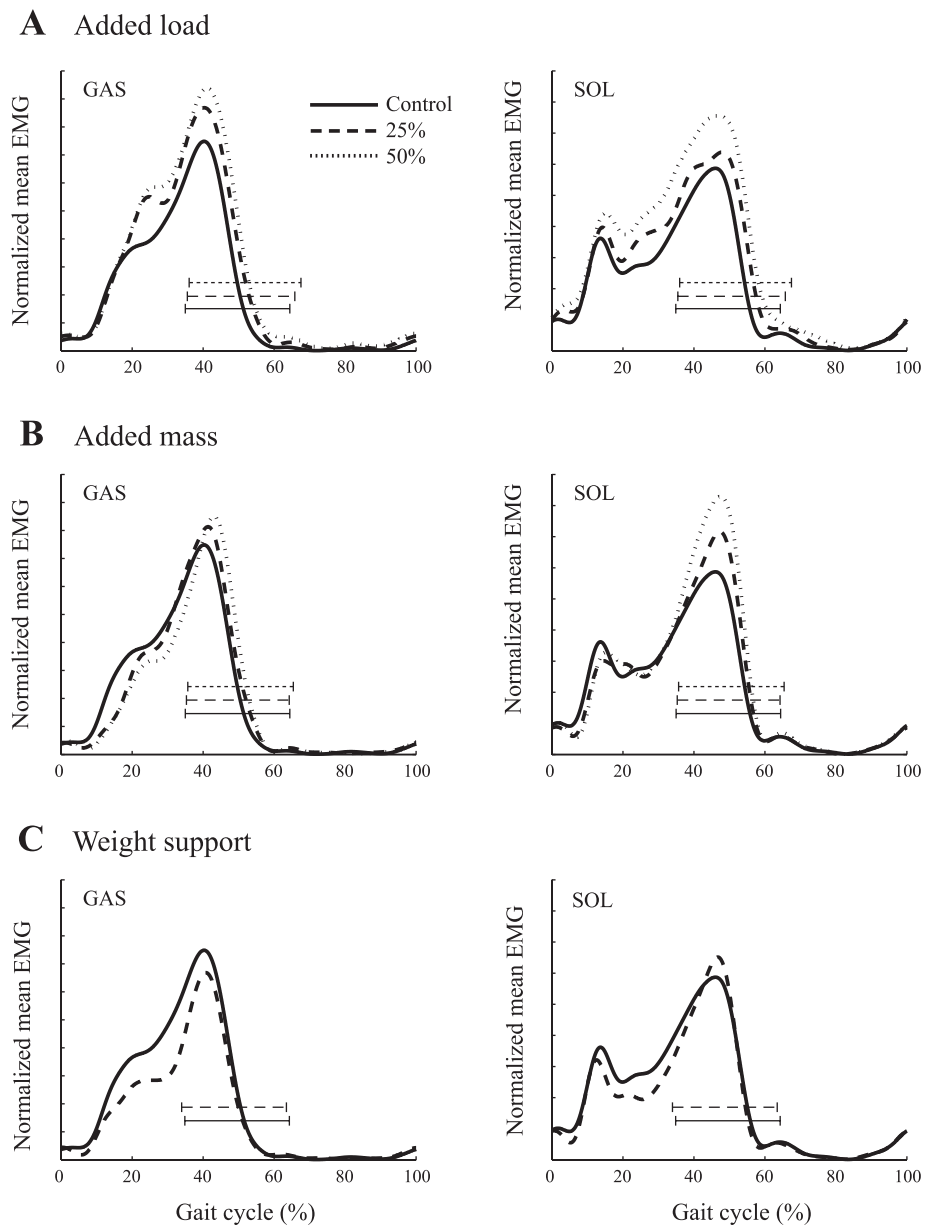 A Added load
GAS
Control
25%
50%
Normalized mean EMG
0 20 40 60 80 100
SOL
Normalized mean EMG
0 20 40 60 80 100
B Added mass
GAS
Normalized mean EMG
0 20 40 60 80 100
SOL
Normalized mean EMG
0 20 40 60 80 100
C Weight support
GAS
Normalized mean EMG
0 20 40 60 80 100
Gait cycle (%)
SOL
Normalized mean EMG
0 20 40 60 80 100
Gait cycle (%)